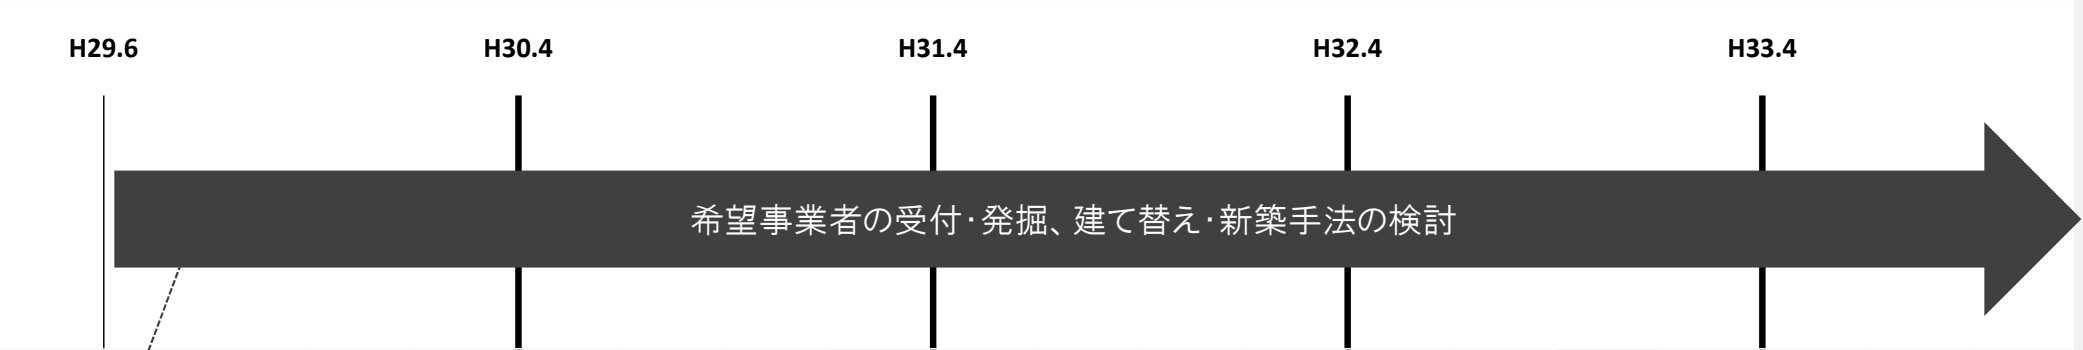 H29.6 H30.4 H31.4 H32.4 H33.4
希望事業者の受付・発掘、建て替え・新築手法の検討